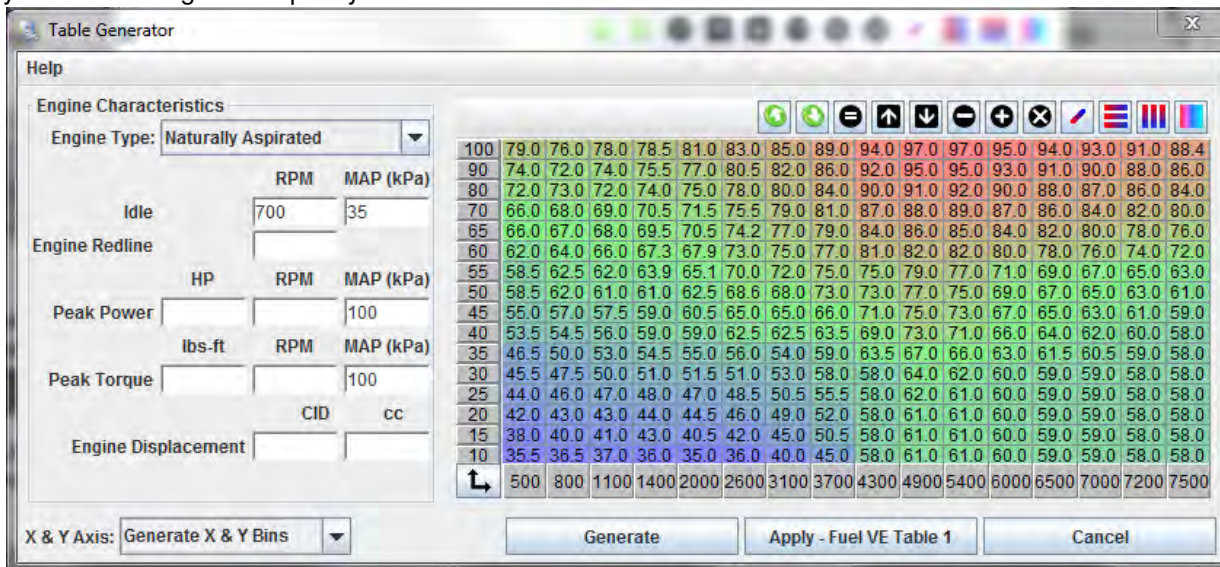 Table Generator
Help
Engine Characteristics
Engine Type: Naturally Aspirated
RPM MAP (kPa)
Idle 700 35
Engine Redline
HP RPM MAP (kPa)
Peak Power 100
lbs-ft RPM MAP (kPa)
Peak Torque 100
CID cc
Engine Displacement
100 79.0 76.0 78.0 78.5 81.0 83.0 85.0 89.0 94.0 97.0 97.0 95.0 94.0 93.0 91.0 88.4
90 74.0 72.0 74.0 75.5 77.0 80.5 82.0 86.0 92.0 95.0 95.0 93.0 91.0 90.0 88.0 86.0
80 72.0 73.0 72.0 74.0 75.0 78.0 80.0 84.0 90.0 91.0 92.0 90.0 88.0 87.0 86.0 84.0
70 66.0 68.0 69.0 70.5 71.5 75.5 79.0 81.0 87.0 88.0 89.0 87.0 86.0 84.0 82.0 80.0
65 66.0 67.0 68.0 69.5 70.5 74.2 77.0 79.0 84.0 86.0 85.0 84.0 82.0 80.0 78.0 76.0
60 62.0 64.0 66.0 67.3 67.9 73.0 75.0 77.0 81.0 82.0 82.0 80.0 78.0 76.0 74.0 72.0
55 58.5 62.5 62.0 63.9 65.1 70.0 72.0 75.0 75.0 79.0 77.0 71.0 69.0 67.0 65.0 63.0
50 58.5 62.0 61.0 61.0 62.5 68.6 68.0 73.0 73.0 77.0 75.0 69.0 67.0 65.0 63.0 61.0
45 55.0 57.0 57.5 59.0 60.5 65.0 65.0 66.0 71.0 75.0 73.0 67.0 65.0 63.0 61.0 59.0
40 53.5 54.5 56.0 59.0 59.0 62.5 62.5 63.5 69.0 73.0 71.0 66.0 64.0 62.0 60.0 58.0
35 46.5 50.0 53.0 54.5 55.0 56.0 54.0 59.0 63.5 67.0 66.0 63.0 61.5 60.5 59.0 58.0
30 45.5 47.5 50.0 51.0 51.5 51.0 53.0 58.0 58.0 64.0 62.0 60.0 59.0 59.0 58.0 58.0
25 44.0 46.0 47.0 48.0 47.0 48.5 50.5 55.5 58.0 62.0 61.0 60.0 59.0 59.0 58.0 58.0
20 42.0 43.0 43.0 44.0 44.5 46.0 49.0 52.0 58.0 61.0 61.0 60.0 59.0 59.0 58.0 58.0
15 38.0 40.0 41.0 43.0 40.5 42.0 45.0 50.5 58.0 61.0 61.0 60.0 59.0 59.0 58.0 58.0
10 35.5 36.5 37.0 36.0 35.0 36.0 40.0 45.0 58.0 61.0 61.0 60.0 59.0 59.0 58.0 58.0
500 800 1100 1400 2000 2600 3100 3700 4300 4900 5400 6000 6500 7000 7200 7500
X & Y Axis: Generate X & Y Bins
Generate Apply - Fuel VE Table 1 Cancel